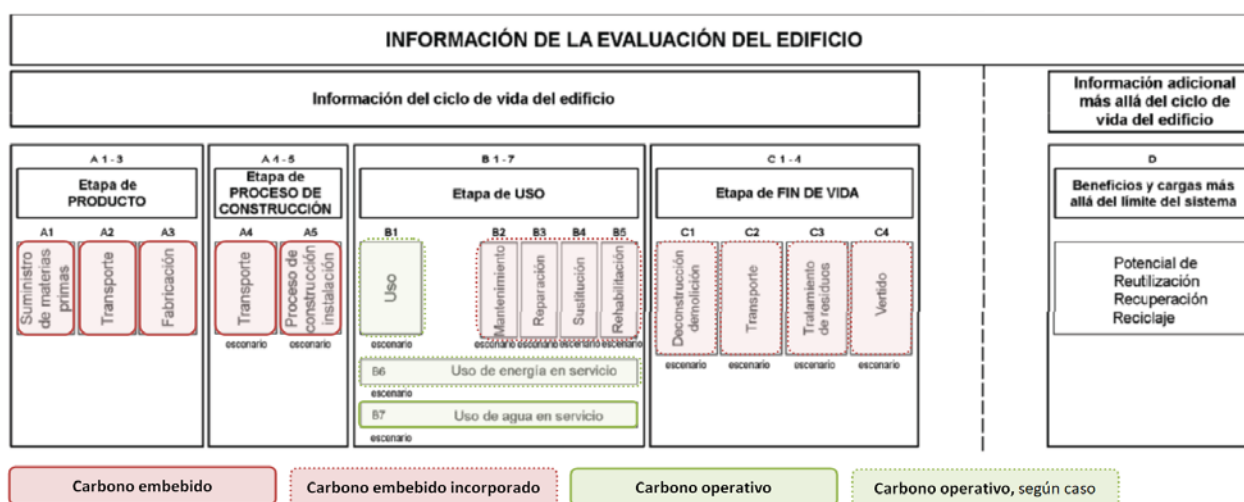 INFORMACIÓN DE LA EVALUACIÓN DEL EDIFICIO
Información del ciclo de vida del edificio
Información adicional
más allá del ciclo de
vida del edificio
A 1 - 3
Etapa de
PRODUCTO
A1
Suministro
de materias
primas
A2
Transporte
A3
Fabricación
A 4 - 5
Etapa de
PROCESO DE
CONSTRUCCIÓN
A4
Transporte
escenario
A5
Proceso de
construcción
instalación
escenario
B 1 - 7
Etapa de USO
B1
Uso
escenario
B2
Mantenimiento
escenario
B3
Reparación
escenario
B4
Sustitución
escenario
B5
Rehabilitación
escenario
B6 Uso de energía en servicio
escenario
B7 Uso de agua en servicio
escenario
C 1 - 4
Etapa de FIN DE VIDA
C1
Deconstrucción
demolición
escenario
C2
Transporte
escenario
C3
Tratamiento
de residuos
escenario
C4
Vertido
escenario
D
Beneficios y cargas más
allá del límite del sistema
Potencial de
Reutilización
Recuperación
Reciclaje
Carbono embebido
Carbono embebido incorporado
Carbono operativo
Carbono operativo, según caso